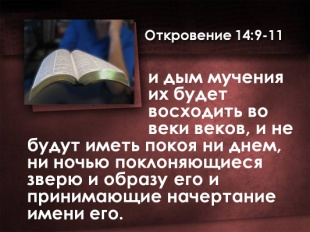 Откровение 14:9-11
и дым мучения
их будет
восходить во
веки веков, и не
будут иметь покоя ни днем,
ни ночью поклоняющиеся
зверю и образу его и
принимающие начертание
имени его.